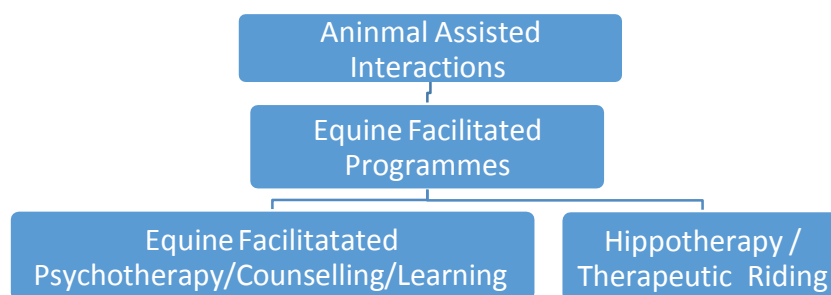 Aninmal Assisted
Interactions
Equine Facilitated
Programmes
Equine Facilitatated
Psychotherapy/Counselling/Learning
Hippotherapy /
Therapeutic Riding